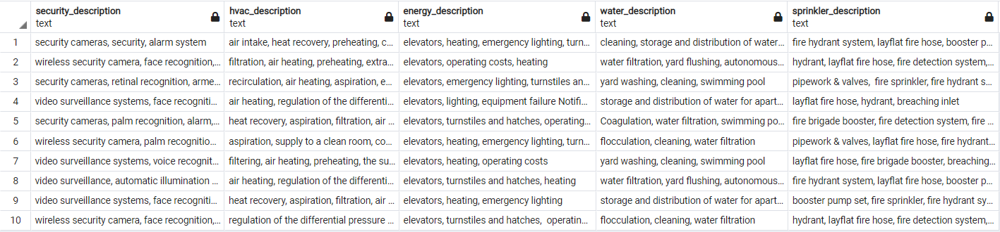 security_description hvac_description energy_description water_description sprinkler_description
text text text text text
1 security cameras, security, alarm system air intake, heat recovery, preheating, c... elevators, heating, emergency lighting, turn... cleaning, storage and distribution of water... fire hydrant system, layflat fire hose, booster p...
2 wireless security camera, face recognition,... filtration, air heating, preheating, extra... elevators, operating costs, heating water filtration, yard flushing, autonomous... hydrant, layflat fire hose, fire detection system,...
3 security cameras, retinal recognition, arme... recirculation, air heating, aspiration, e... elevators, emergency lighting, turnstiles an... yard washing, cleaning, swimming pool pipework & valves,  fire sprinkler, fire hydrant s...
4 video surveillance systems, face recogniti... air heating, regulation of the differenti... elevators, lighting, equipment failure Notifi... storage and distribution of water for apart... layflat fire hose, hydrant, breaching inlet
5 security cameras, palm recognition, alarm,... heat recovery, aspiration, filtration, air ... elevators, turnstiles and hatches, operating... Coagulation, water filtration, swimming po... fire brigade booster, fire detection system, fire ...
6 wireless security camera, palm recognitio... aspiration, supply to a clean room, co... elevators, heating, emergency lighting, turn... flocculation, cleaning, water filtration pipework & valves, layflat fire hose, fire hydrant...
7 video surveillance systems, voice recognit... filtering, air heating, preheating, the su... elevators, heating, operating costs yard washing, cleaning, swimming pool layflat fire hose, fire brigade booster, breaching...
8 video surveillance, automatic illumination ... air heating, regulation of the differenti... elevators, turnstiles and hatches, heating water filtration, yard flushing, autonomous... fire hydrant system, layflat fire hose, booster p...
9 video surveillance systems, face recogniti... heat recovery, aspiration, filtration, air ... elevators, heating, emergency lighting storage and distribution of water for apart... booster pump set, fire sprinkler, fire hydrant sy...
10 wireless security camera, face recognition,... regulation of the differential pressure ... elevators, turnstiles and hatches,  operatin... flocculation, cleaning, water filtration hydrant, layflat fire hose, fire detection system,...